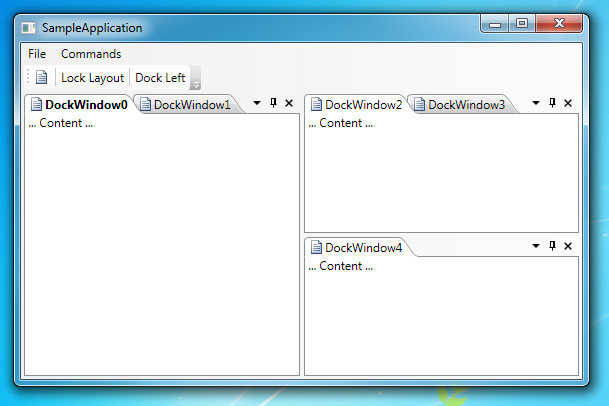 SampleApplication
File Commands
Lock Layout Dock Left
DockWindow0 DockWindow1
... Content ...
DockWindow2 DockWindow3
... Content ...
DockWindow4
... Content ...